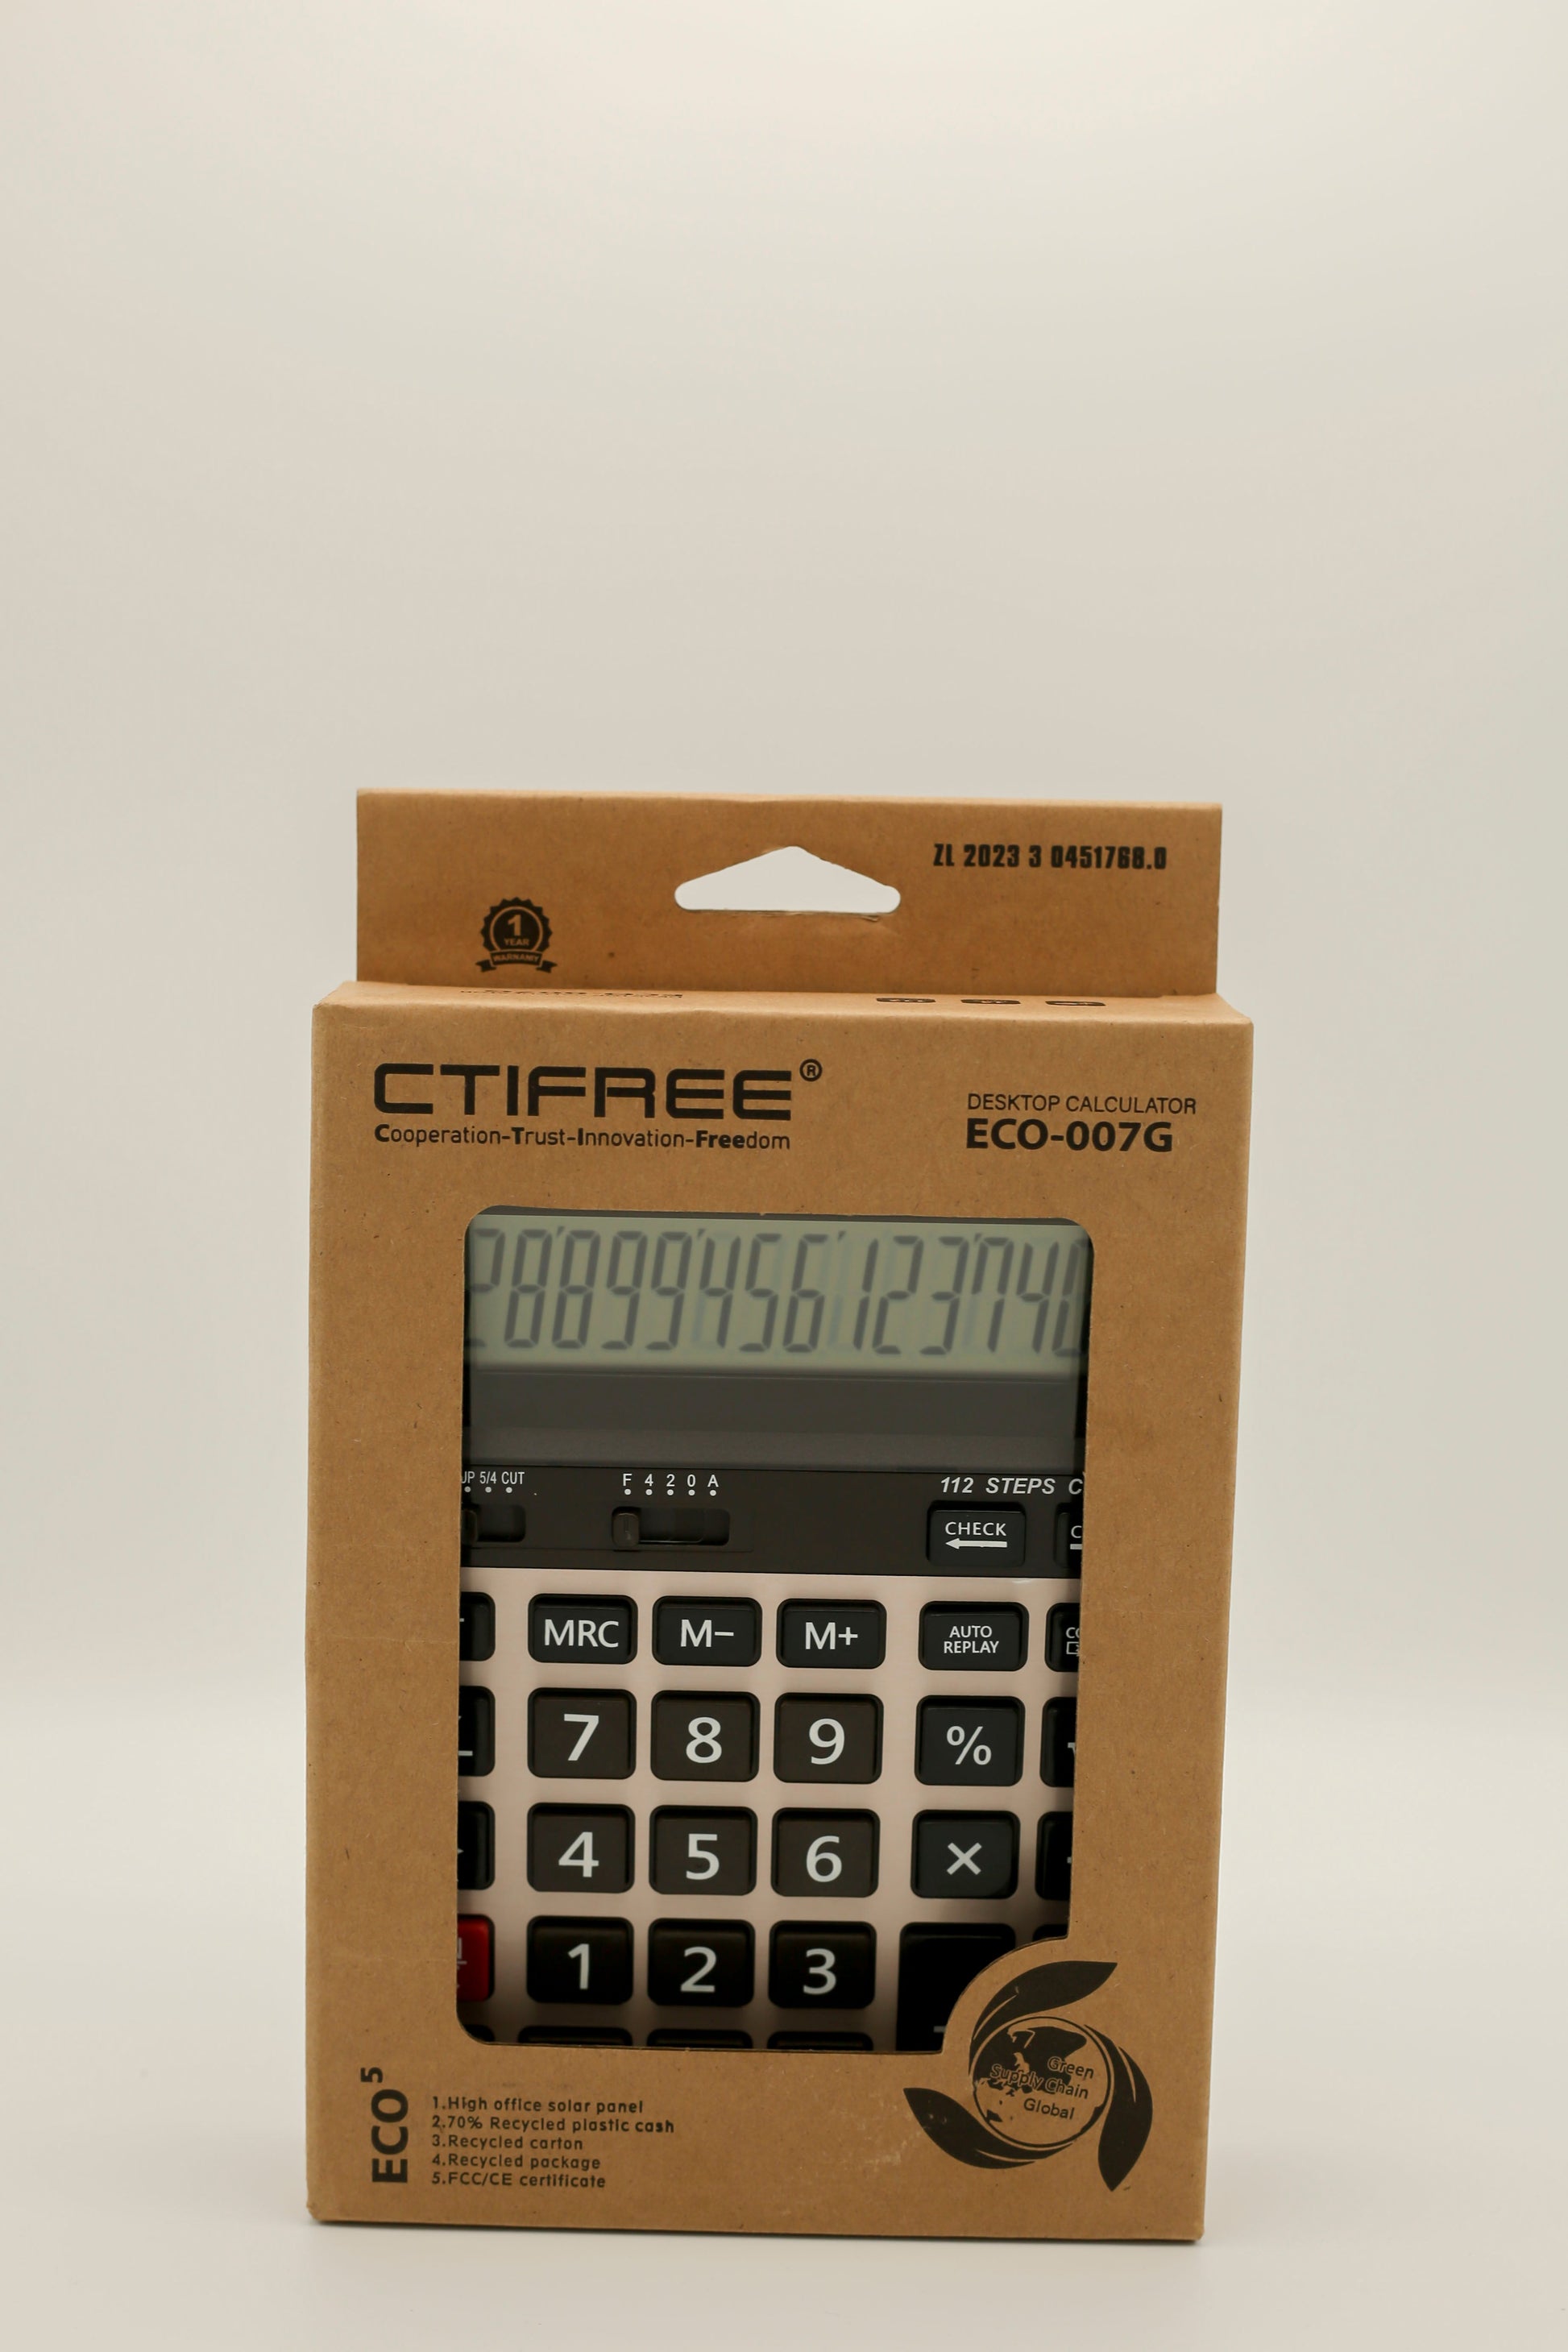 ZL 2023 3 0451768.0
1
YEAR
WARNAMY
CTIFREE®
Cooperation-Trust-Innovation-Freedom
DESKTOP CALCULATOR
ECO-007G
UP 5/4 CUT
F 4 2 0 A
112 STEPS C
CHECK
MRC M− M+ AUTO REPLAY
7 8 9 %
4 5 6 ×
1 2 3
Green
Supply Chain
Global
ECO⁵
1.High office solar panel
2.70% Recycled plastic cash
3.Recycled carton
4.Recycled package
5.FCC/CE certificate